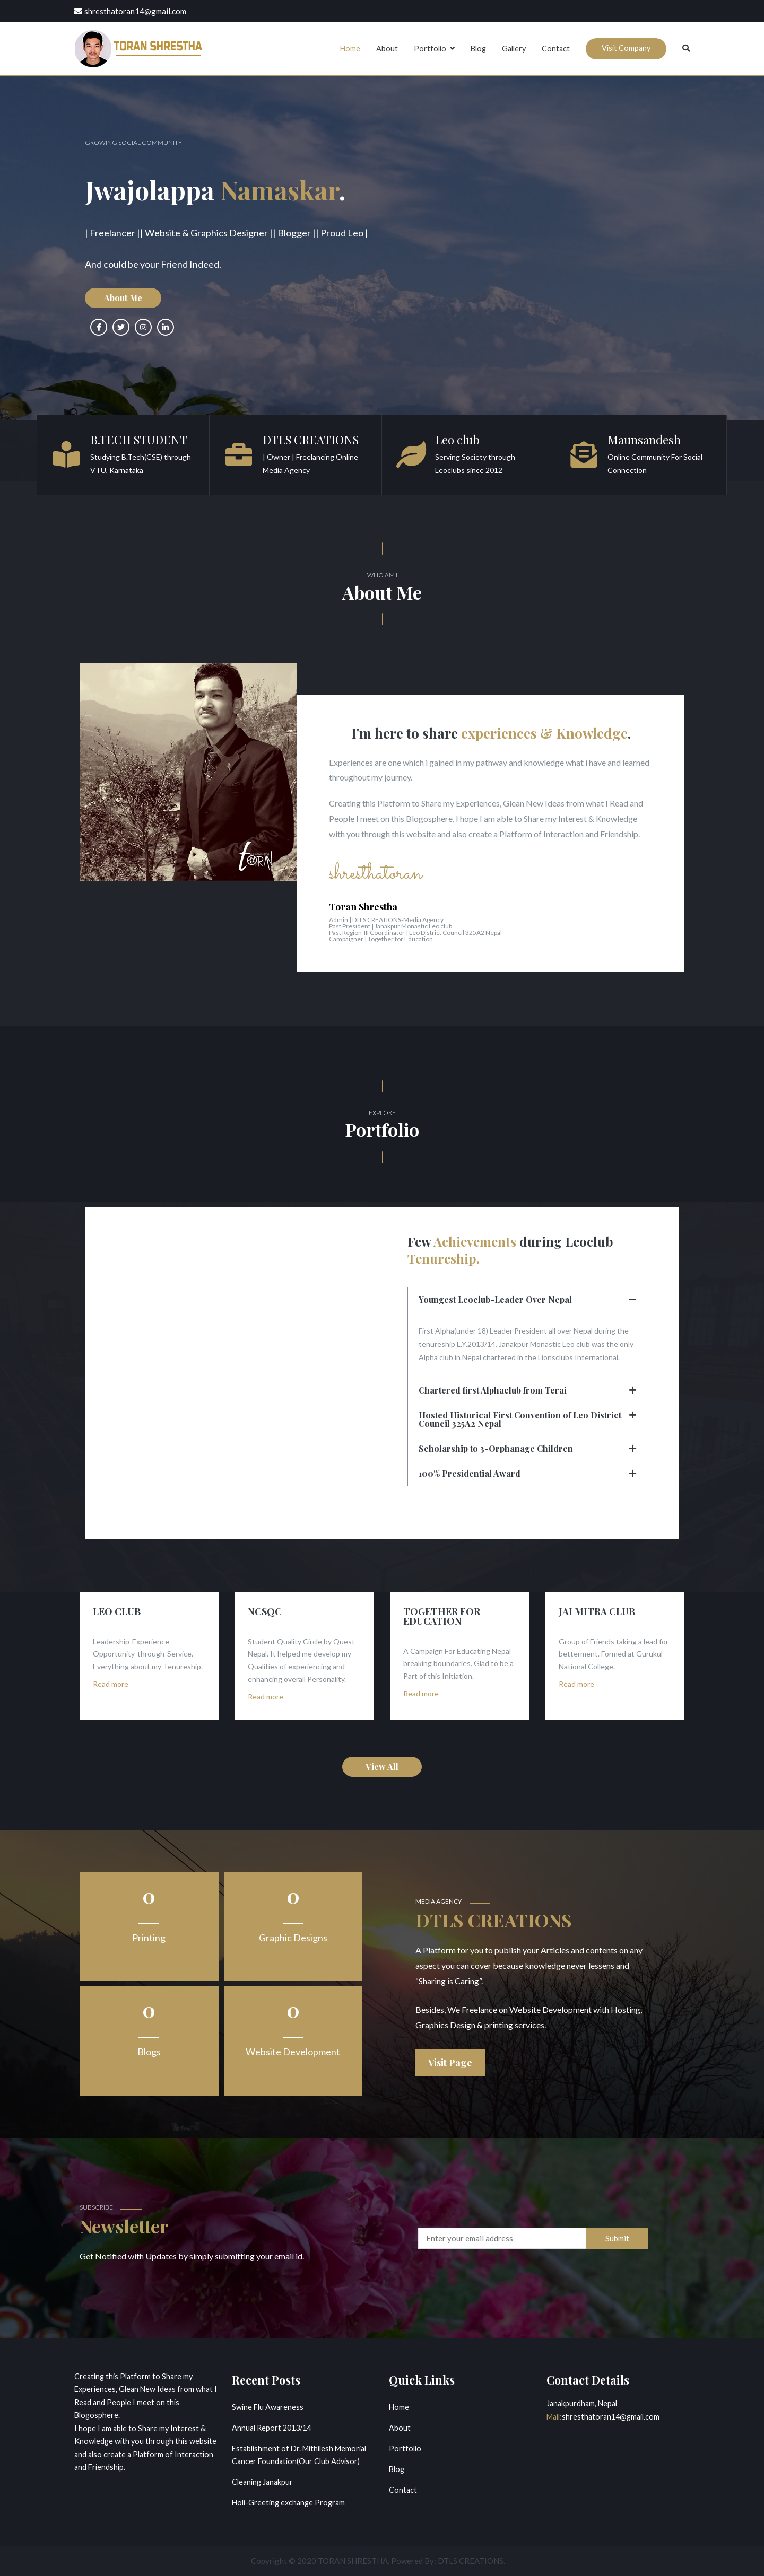 shresthatoran14@gmail.com
TORAN SHRESTHA
Home
About
Portfolio
Blog
Gallery
Contact
Visit Company
GROWING SOCIAL COMMUNITY
Jwajolappa Namaskar.
| Freelancer || Website & Graphics Designer || Blogger || Proud Leo |
And could be your Friend Indeed.
About Me
B.TECH STUDENT
Studying B.Tech(CSE) through
VTU, Karnataka
DTLS CREATIONS
| Owner | Freelancing Online
Media Agency
Leo club
Serving Society through
Leoclubs since 2012
Maunsandesh
Online Community For Social
Connection
WHO AM I
About Me
I'm here to share experiences & Knowledge.
Experiences are one which i gained in my pathway and knowledge what i have and learned
throughout my journey.
Creating this Platform to Share my Experiences, Glean New Ideas from what I Read and
People I meet on this Blogosphere. I hope I am able to Share my Interest & Knowledge
with you through this website and also create a Platform of Interaction and Friendship.
shresthatoran
Toran Shrestha
Admin | DTLS CREATIONS-Media Agency
Past President | Janakpur Monastic Leo club
Past Region III Coordinator | Leo District Council 325A2 Nepal
Campaigner | Together for Education
EXPLORE
Portfolio
Few Achievements during Leoclub
Tenureship.
Youngest Leoclub-Leader Over Nepal
First Alpha(under 18) Leader President all over Nepal during the
tenureship L.Y.2013/14. Janakpur Monastic Leo club was the only
Alpha club in Nepal chartered in the Lionsclubs International.
Chartered first Alphaclub from Terai
Hosted Historical First Convention of Leo District
Council 325A2 Nepal
Scholarship to 3-Orphanage Children
100% Presidential Award
LEO CLUB
Leadership-Experience-
Opportunity-through-Service.
Everything about my Tenureship.
Read more
NCSQC
Student Quality Circle by Quest
Nepal. It helped me develop my
Qualities of experiencing and
enhancing overall Personality.
Read more
TOGETHER FOR
EDUCATION
A Campaign For Educating Nepal
breaking boundaries. Glad to be a
Part of this Initiation.
Read more
JAI MITRA CLUB
Group of Friends taking a lead for
betterment. Formed at Gurukul
National College.
Read more
View All
0
Printing
0
Graphic Designs
0
Blogs
0
Website Development
MEDIA AGENCY
DTLS CREATIONS
A Platform for you to publish your Articles and contents on any
aspect you can cover because knowledge never lessens and
“Sharing is Caring”.
Besides, We Freelance on Website Development with Hosting,
Graphics Design & printing services.
Visit Page
SUBSCRIBE
Newsletter
Get Notified with Updates by simply submitting your email id.
Enter your email address
Submit
Creating this Platform to Share my
Experiences, Glean New Ideas from what I
Read and People I meet on this
Blogosphere.
I hope I am able to Share my Interest &
Knowledge with you through this website
and also create a Platform of Interaction
and Friendship.
Recent Posts
Swine Flu Awareness
Annual Report 2013/14
Establishment of Dr. Mithilesh Memorial
Cancer Foundation(Our Club Advisor)
Cleaning Janakpur
Holi-Greeting exchange Program
Quick Links
Home
About
Portfolio
Blog
Contact
Contact Details
Janakpurdham, Nepal
Mail:shresthatoran14@gmail.com
Copyright © 2020 TORAN SHRESTHA. Powered By: DTLS CREATIONS.